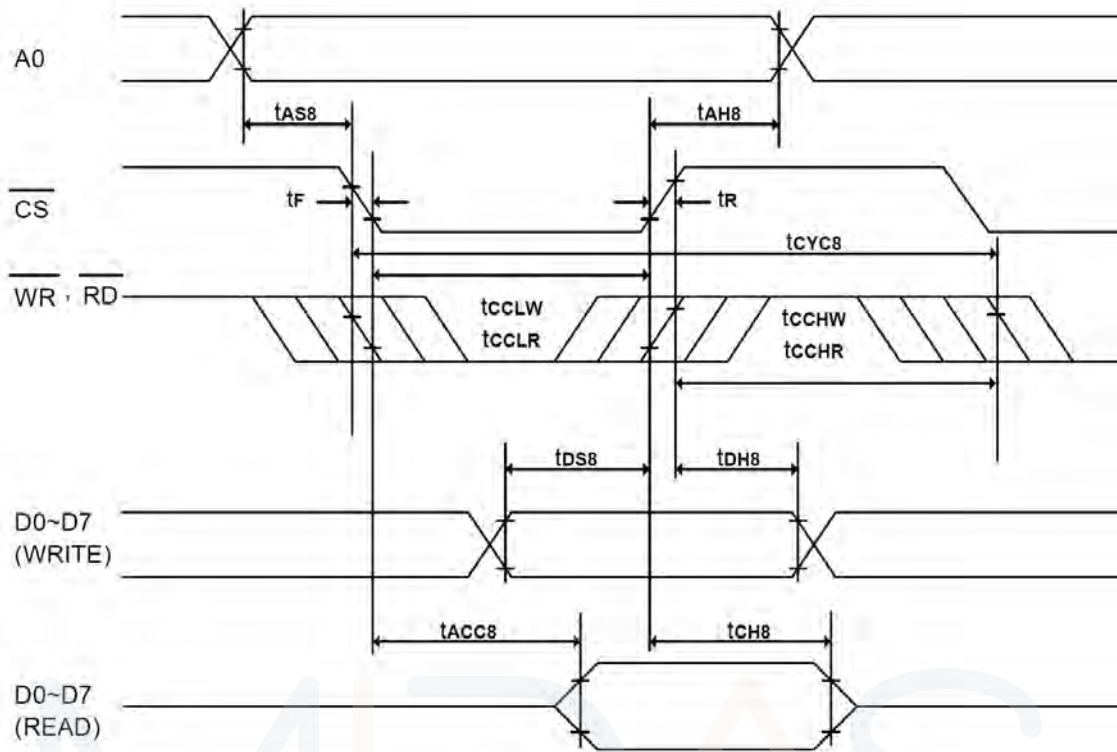 A0
tAS8
tAH8
CS
tF
tR
tCYC8
WR , RD
tCCLW
tCCLR
tCCHW
tCCHR
tDS8
tDH8
D0~D7
(WRITE)
tACC8
tCH8
D0~D7
(READ)